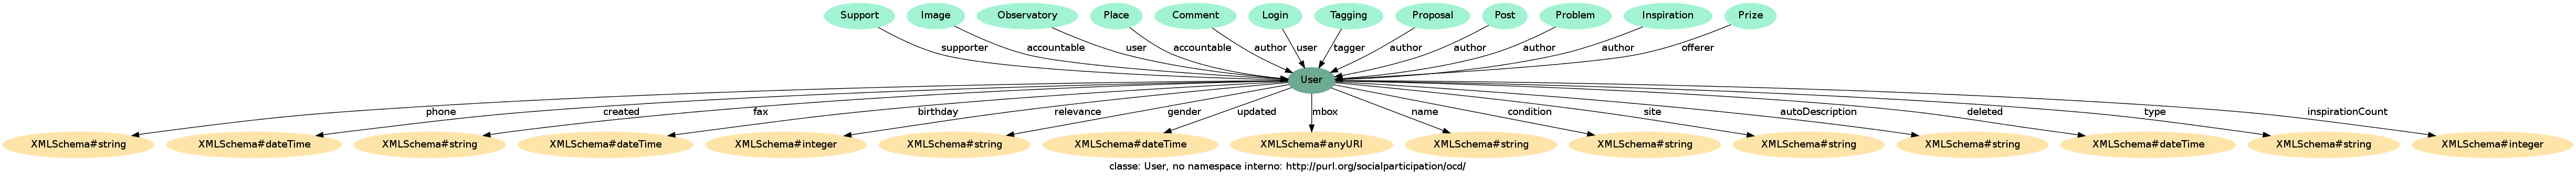 Support Image Observatory Place Comment Login Tagging Proposal Post Problem Inspiration Prize
supporter accountable user accountable author user tagger author author author author offerer
User
phone created fax birthday relevance gender updated mbox name condition site autoDescription deleted type inspirationCount
XMLSchema#string XMLSchema#dateTime XMLSchema#string XMLSchema#dateTime XMLSchema#integer XMLSchema#string XMLSchema#dateTime XMLSchema#anyURI XMLSchema#string XMLSchema#string XMLSchema#string XMLSchema#string XMLSchema#dateTime XMLSchema#string XMLSchema#integer
classe: User, no namespace interno: http://purl.org/socialparticipation/ocd/